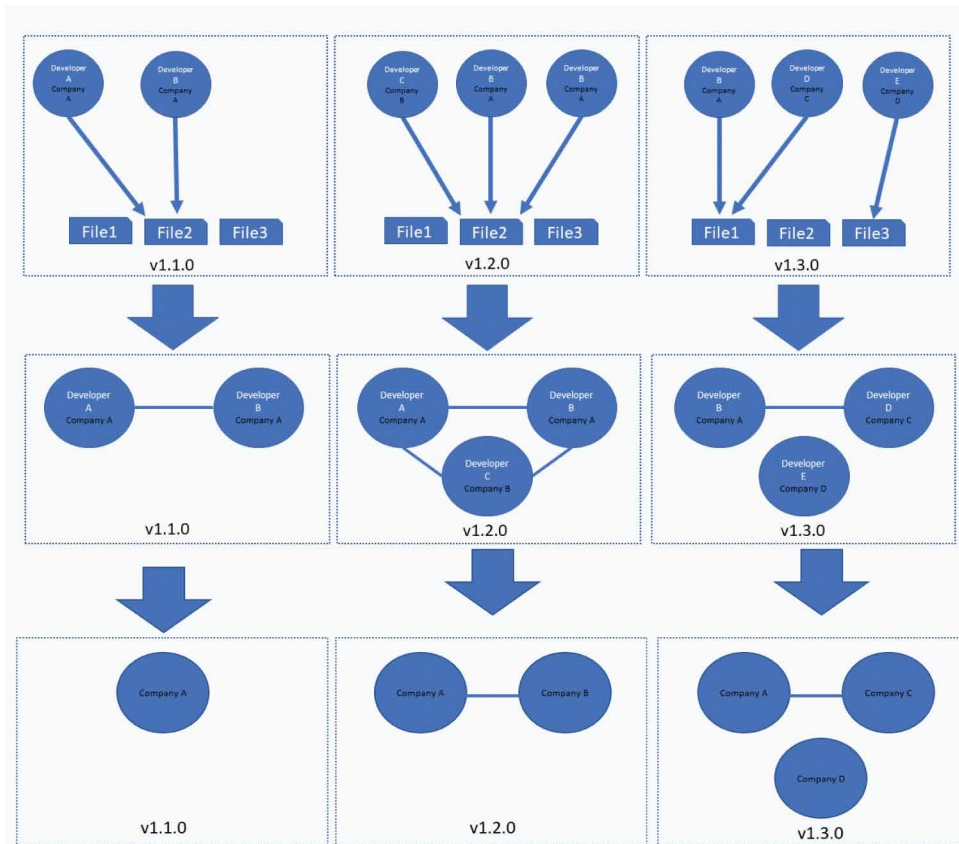 Developer
A
Company
A
Developer
B
Company
A
File1
File2
File3
v1.1.0
Developer
C
Company
B
Developer
B
Company
A
Developer
B
Company
A
File1
File2
File3
v1.2.0
Developer
B
Company
A
Developer
D
Company
C
Developer
E
Company
D
File1
File2
File3
v1.3.0
Developer
A
Company A
Developer
B
Company A
v1.1.0
Developer
A
Company A
Developer
B
Company A
Developer
C
Company B
v1.2.0
Developer
B
Company A
Developer
D
Company C
Developer
E
Company D
v1.3.0
Company A
v1.1.0
Company A
Company B
v1.2.0
Company A
Company C
Company D
v1.3.0